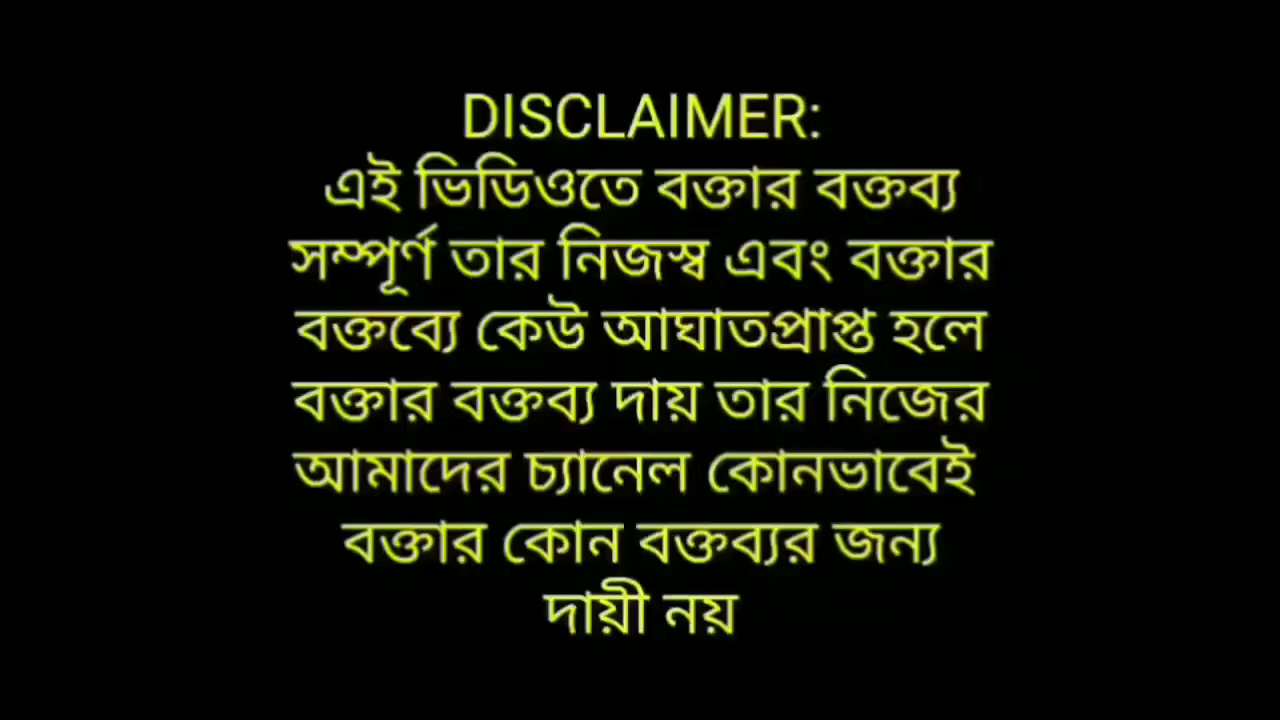 DISCLAIMER:
এই ভিডিওতে বক্তার বক্তব্য
সম্পূর্ণ তার নিজস্ব এবং বক্তার
বক্তব্যে কেউ আঘাতপ্রাপ্ত হলে
বক্তার বক্তব্য দায় তার নিজের
আমাদের চ্যানেল কোনভাবেই
বক্তার কোন বক্তব্যর জন্য
দায়ী নয়